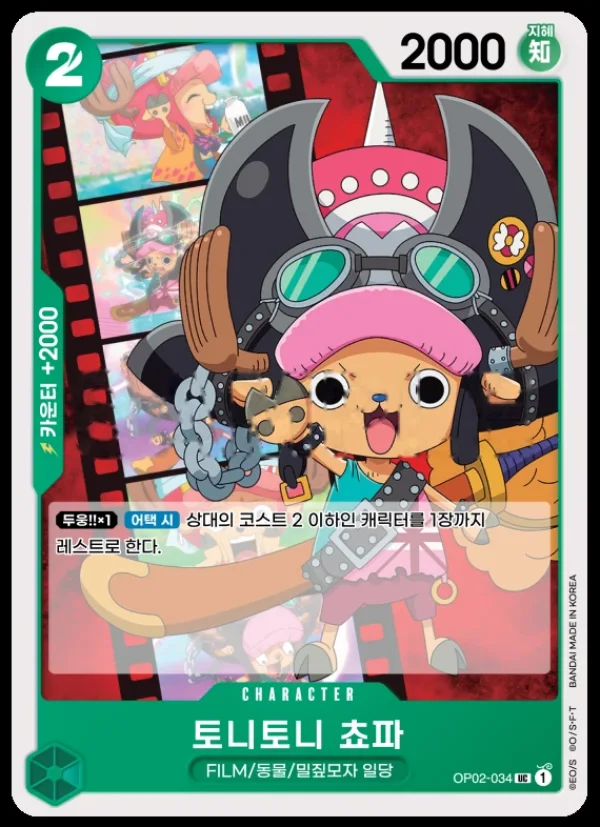 2
2000
지혜
知
MIL
⚡카운터 +2000
두웅!!×1 어택 시 상대의 코스트 2 이하인 캐릭터를 1장까지
레스트로 한다.
CHARACTER
토니토니 쵸파
FILM/동물/밀짚모자 일당
OP02-034 UC 1
©EO/S ©O/S·F·T BANDAI MADE IN KOREA